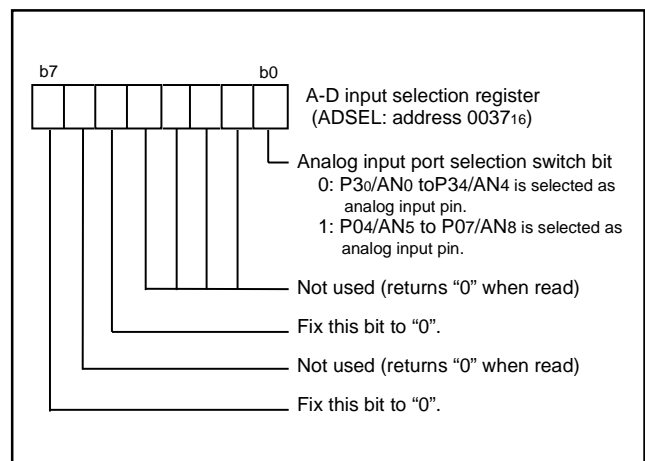 b7 b0
A-D input selection register
(ADSEL: address 003716)
Analog input port selection switch bit
0: P30/AN0 toP34/AN4 is selected as
analog input pin.
1: P04/AN5 to P07/AN8 is selected as
analog input pin.
Not used (returns “0” when read)
Fix this bit to “0”.
Not used (returns “0” when read)
Fix this bit to “0”.